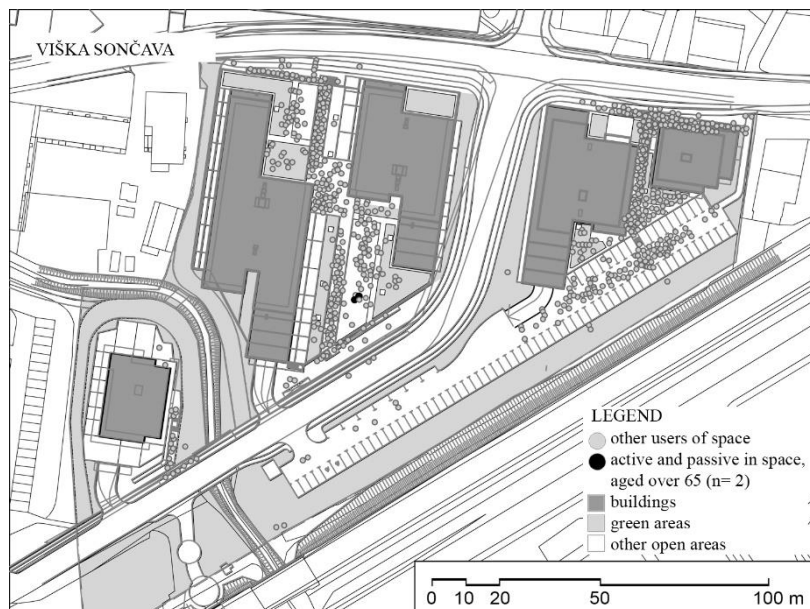 VIŠKA SONČAVA
LEGEND
other users of space
active and passive in space,
aged over 65 (n= 2)
buildings
green areas
other open areas
0 10 20 50 100 m